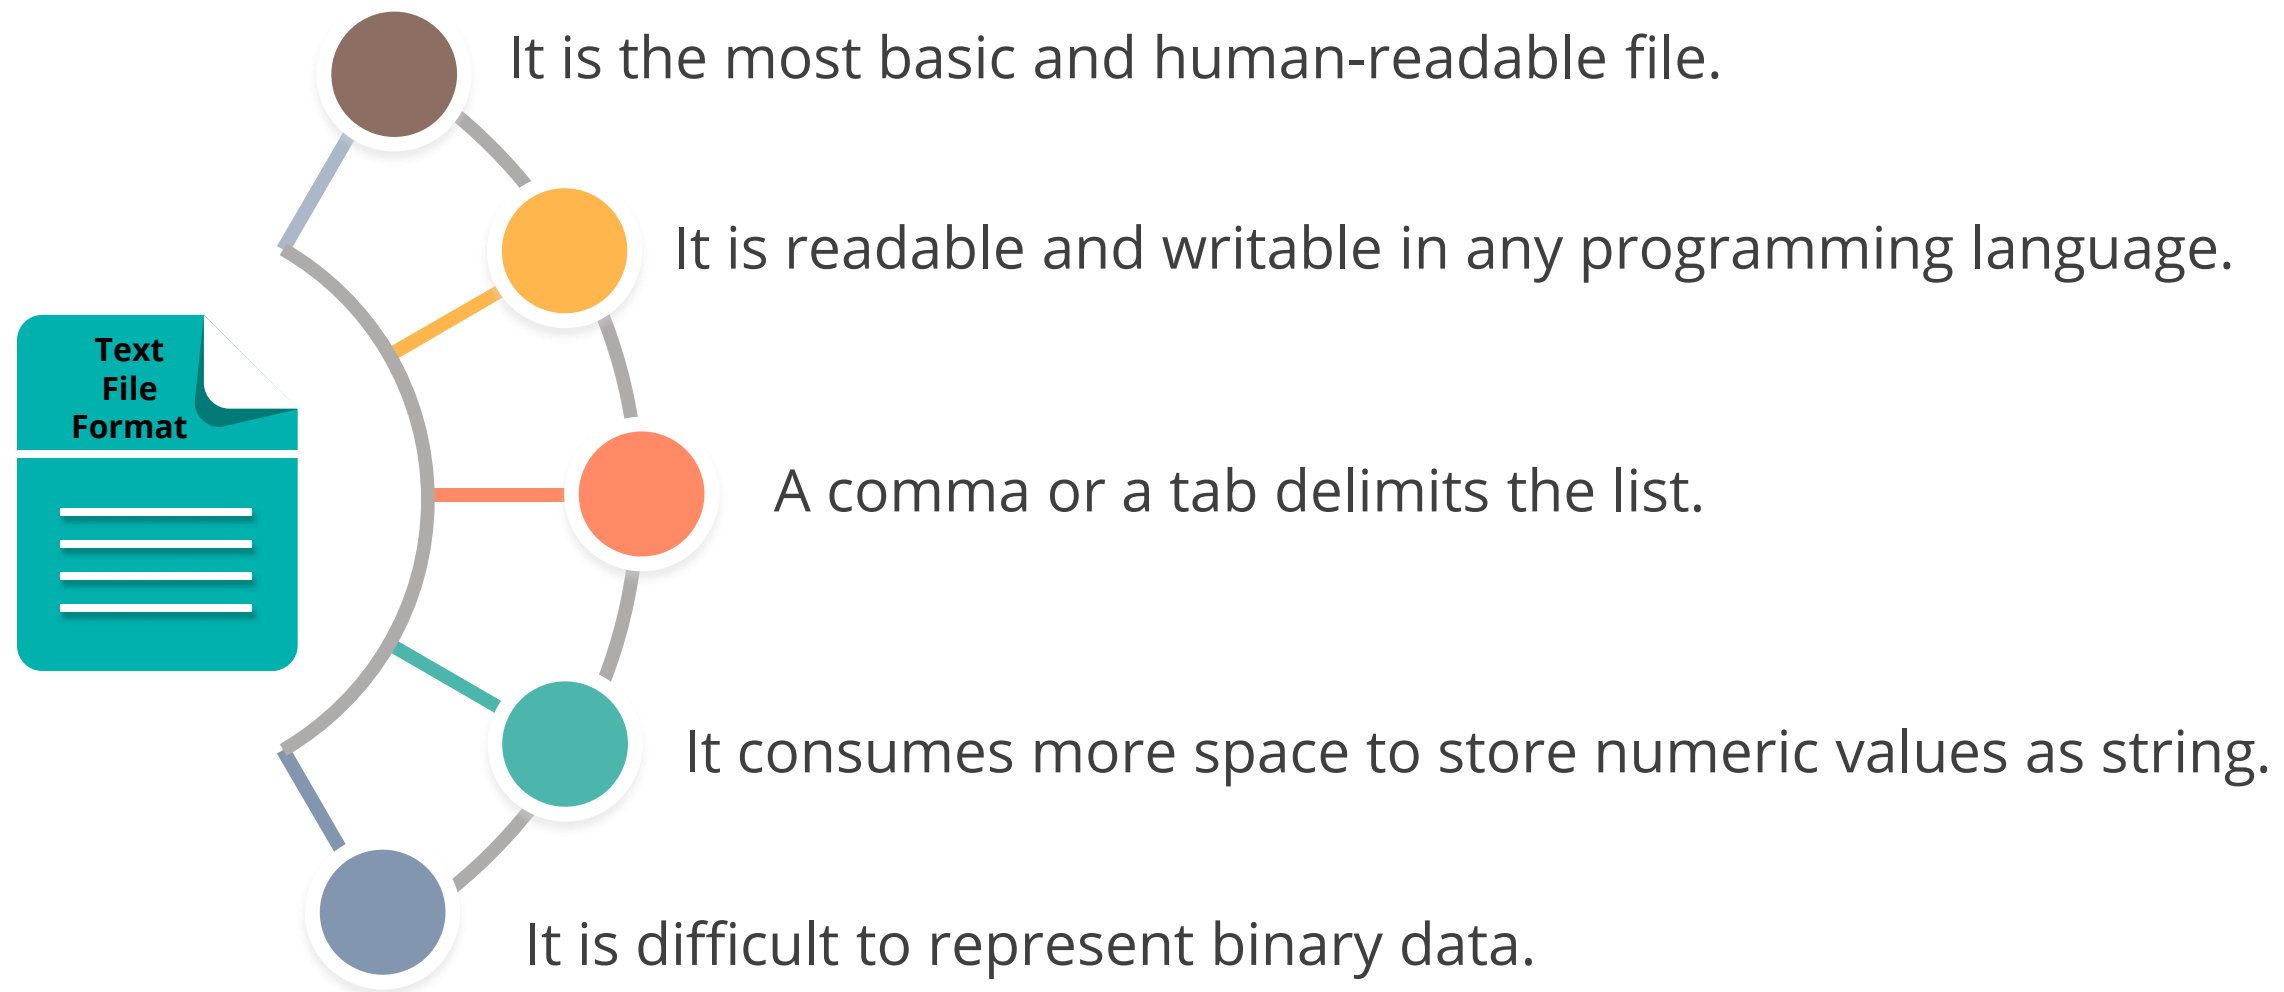 It is the most basic and human-readable file.
It is readable and writable in any programming language.
Text
File
Format
A comma or a tab delimits the list.
It consumes more space to store numeric values as string.
It is difficult to represent binary data.